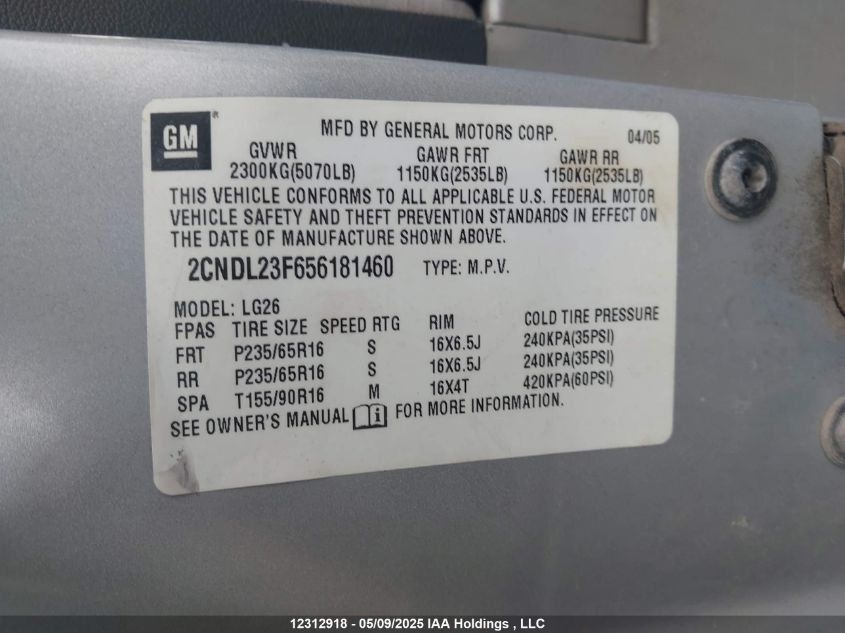 GM
MFD BY GENERAL MOTORS CORP. 04/05
GVWR GAWR FRT GAWR RR
2300KG(5070LB) 1150KG(2535LB) 1150KG(2535LB)
THIS VEHICLE CONFORMS TO ALL APPLICABLE U.S. FEDERAL MOTOR
VEHICLE SAFETY AND THEFT PREVENTION STANDARDS IN EFFECT ON
THE DATE OF MANUFACTURE SHOWN ABOVE.
2CNDL23F656181460 TYPE: M.P.V.
MODEL: LG26
FPAS TIRE SIZE SPEED RTG RIM COLD TIRE PRESSURE
FRT P235/65R16 S 16X6.5J 240KPA(35PSI)
RR P235/65R16 S 16X6.5J 240KPA(35PSI)
SPA T155/90R16 M 16X4T 420KPA(60PSI)
SEE OWNER'S MANUAL i FOR MORE INFORMATION.
12312918 - 05/09/2025 IAA Holdings , LLC